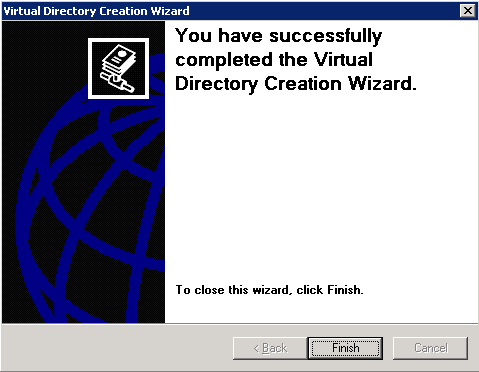 Virtual Directory Creation Wizard
You have successfully
completed the Virtual
Directory Creation Wizard.
To close this wizard, click Finish.
< Back
Finish
Cancel